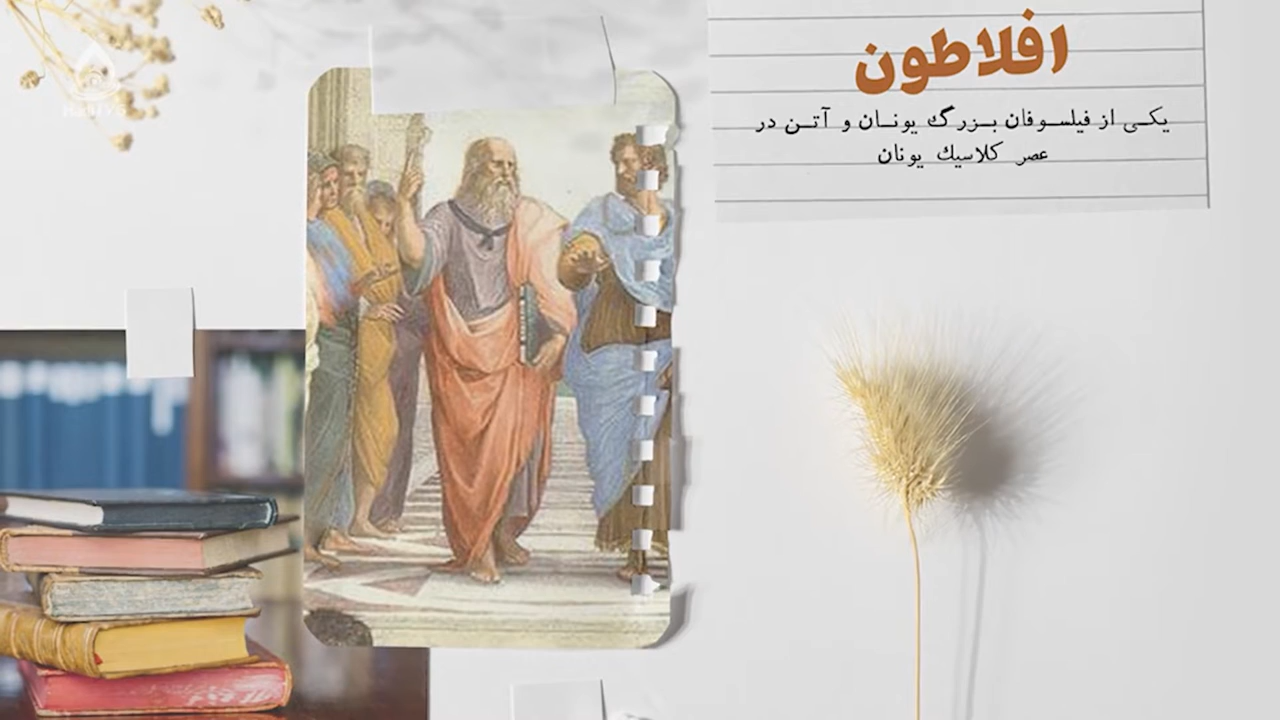 افلاطون
یکی از فیلسوفان بزرگ یونان و آتن در
عصر کلاسیک یونان